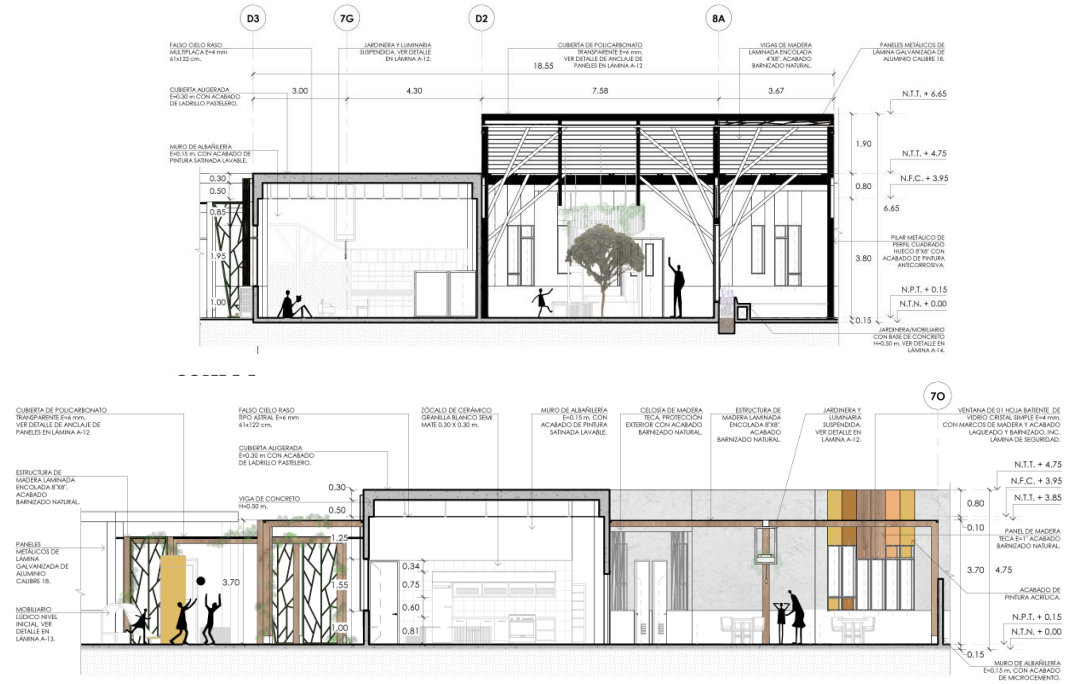 D3
7G
D2
8A
FALSO CIELO RASO
MULTIPLACA E=4 mm
61x122 cm.
JARDINERA Y LUMINARIA
SUSPENDIDA. VER DETALLE
EN LÁMINA A-12.
CUBIERTA DE POLICARBONATO
TRANSPARENTE E=6 mm.
VER DETALLE DE ANCLAJE DE
PANELES EN LÁMINA A-12
VIGAS DE MADERA
LAMINADA ENCOLADA
4"X8", ACABADO
BARNIZADO NATURAL.
PANELES METÁLICOS DE
LÁMINA GALVANIZADA DE
ALUMINIO CALIBRE 18.
18.55
CUBIERTA ALIGERADA
E=0.30 m CON ACABADO
DE LADRILLO PASTELERO.
3.00
4.30
7.58
3.67
N.T.T. + 6.65
MURO DE ALBAÑILERÍA
E=0.15 m. CON ACABADO DE
PINTURA SATINADA LAVABLE.
1.90
N.T.T. + 4.75
0.30
0.50
0.80
N.F.C. + 3.95
0.85
6.65
1.95
3.80
PILAR METÁLICO DE
PERFIL CUADRADO
HUECO 8"X8" CON
ACABADO DE PINTURA
ANTICORROSIVA.
1.00
N.P.T. + 0.15
N.T.N. + 0.00
0.15
JARDINERA/MOBILIARIO
CON BASE DE CONCRETO
H=0.50 m. VER DETALLE EN
LÁMINA A-14.
7O
CUBIERTA DE POLICARBONATO
TRANSPARENTE E=6 mm.
VER DETALLE DE ANCLAJE DE
PANELES EN LÁMINA A-12
FALSO CIELO RASO
TIPO ASTRAL E=6 mm
61x122 cm.
ZÓCALO DE CERÁMICO
GRANILLA BLANCO SEMI
MATE 0.30 X 0.30 m.
MURO DE ALBAÑILERÍA
E=0.15 m. CON
ACABADO DE PINTURA
SATINADA LAVABLE.
CELOSÍA DE MADERA
TECA, PROTECCIÓN
EXTERIOR CON ACABADO
BARNIZADO NATURAL.
ESTRUCTURA DE
MADERA LAMINADA
ENCOLADA 8"X8",
ACABADO
BARNIZADO NATURAL.
JARDINERA Y
LUMINARIA
SUSPENDIDA.
VER DETALLE EN
LÁMINA A-12.
VENTANA DE 01 HOJA BATIENTE DE
VIDRIO CRISTAL SIMPLE E=4 mm.
CON MARCOS DE MADERA Y ACABADO
LAQUEADO Y BARNIZADO. INC.
LÁMINA DE SEGURIDAD.
CUBIERTA ALIGERADA
E=0.30 m CON ACABADO
DE LADRILLO PASTELERO.
ESTRUCTURA DE
MADERA LAMINADA
ENCOLADA 8"X8",
ACABADO
BARNIZADO NATURAL.
VIGA DE CONCRETO
H=0.50 m.
0.30
0.50
N.T.T. + 4.75
N.F.C. + 3.95
N.T.T. + 3.85
0.80
0.10
PANELES
METÁLICOS DE
LÁMINA
GALVANIZADA DE
ALUMINIO
CALIBRE 18.
1.25
PANEL DE MADERA
TECA E=1" ACABADO
BARNIZADO NATURAL.
3.70
1.55
0.34
0.75
0.60
3.70
4.75
ACABADO DE
PINTURA ACRÍLICA.
MOBILIARIO
LÚDICO NIVEL
INICIAL. VER
DETALLE EN
LÁMINA A-13.
1.00
0.81
N.P.T. + 0.15
N.T.N. + 0.00
0.15
MURO DE ALBAÑILERÍA
E=0.15 m, CON ACABADO
DE MICROCEMENTO.